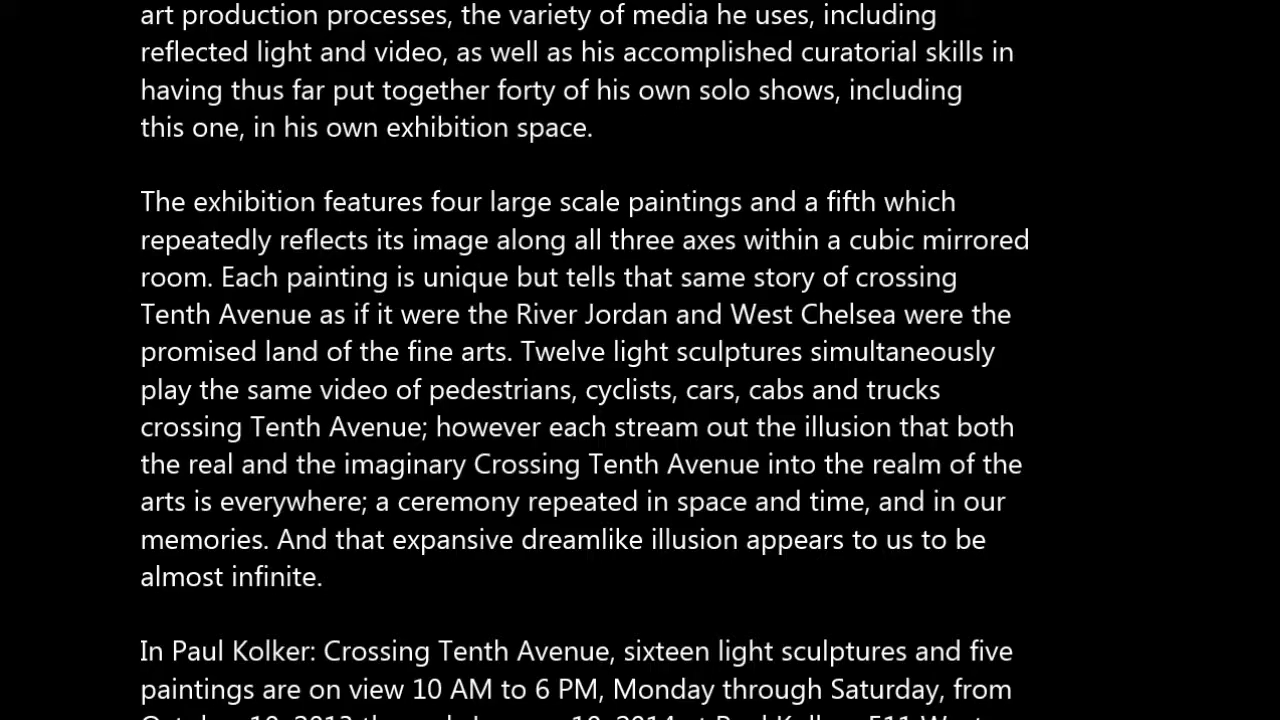 art production processes, the variety of media he uses, including
reflected light and video, as well as his accomplished curatorial skills in
having thus far put together forty of his own solo shows, including
this one, in his own exhibition space.
The exhibition features four large scale paintings and a fifth which
repeatedly reflects its image along all three axes within a cubic mirrored
room. Each painting is unique but tells that same story of crossing
Tenth Avenue as if it were the River Jordan and West Chelsea were the
promised land of the fine arts. Twelve light sculptures simultaneously
play the same video of pedestrians, cyclists, cars, cabs and trucks
crossing Tenth Avenue; however each stream out the illusion that both
the real and the imaginary Crossing Tenth Avenue into the realm of the
arts is everywhere; a ceremony repeated in space and time, and in our
memories. And that expansive dreamlike illusion appears to us to be
almost infinite.
In Paul Kolker: Crossing Tenth Avenue, sixteen light sculptures and five
paintings are on view 10 AM to 6 PM, Monday through Saturday, from